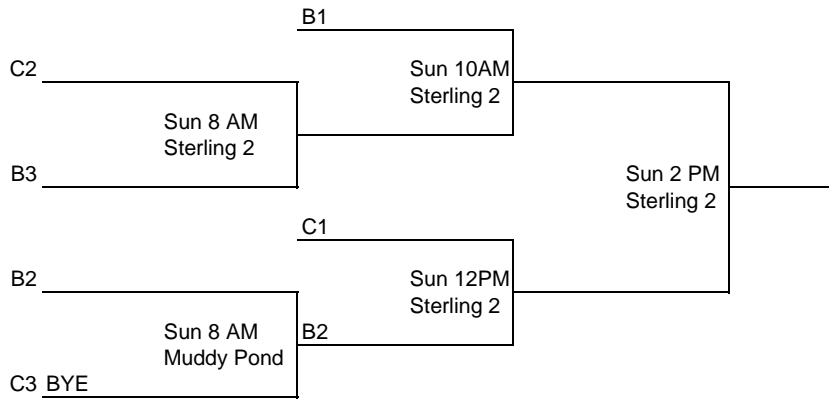 B1
C2
Sun 10AM
Sterling 2
Sun 8 AM
Sterling 2
B3
Sun 2 PM
Sterling 2
C1
B2
Sun 12PM
Sterling 2
Sun 8 AM
Muddy Pond
B2
C3 BYE